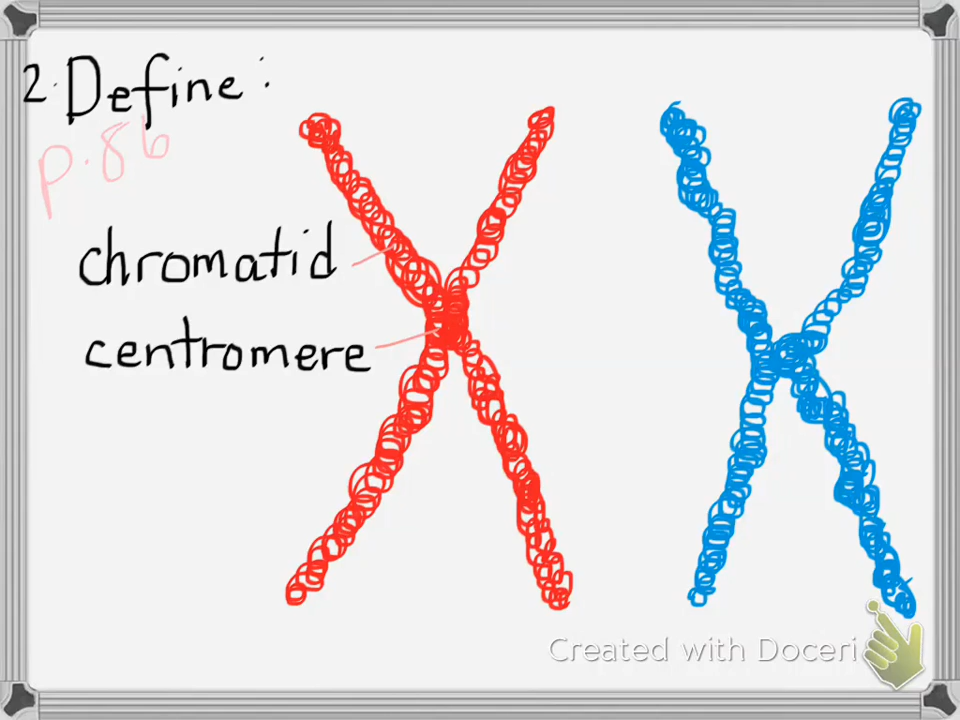 2. Define:
p.86
chromatid
centromere
Created with Doceri